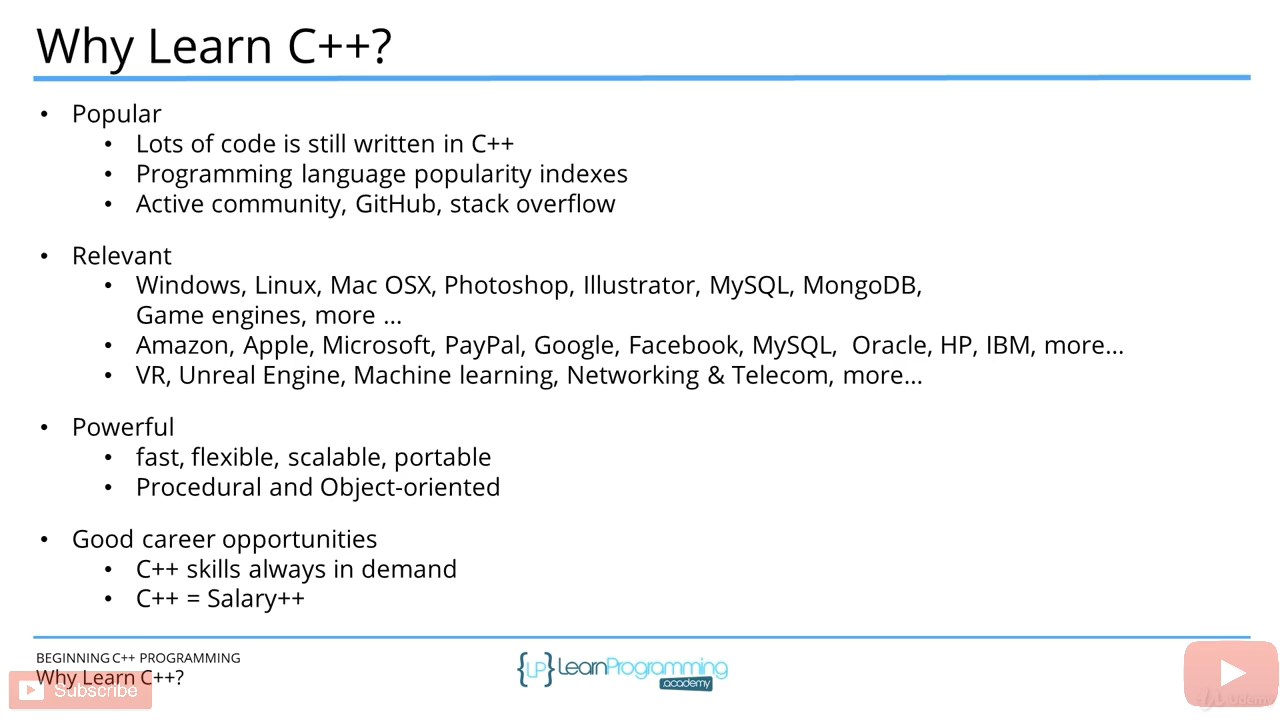 Why Learn C++?
• Popular
• Lots of code is still written in C++
• Programming language popularity indexes
• Active community, GitHub, stack overflow
• Relevant
• Windows, Linux, Mac OSX, Photoshop, Illustrator, MySQL, MongoDB,
Game engines, more ...
• Amazon, Apple, Microsoft, PayPal, Google, Facebook, MySQL,  Oracle, HP, IBM, more...
• VR, Unreal Engine, Machine learning, Networking & Telecom, more...
• Powerful
• fast, flexible, scalable, portable
• Procedural and Object-oriented
• Good career opportunities
• C++ skills always in demand
• C++ = Salary++
BEGINNING C++ PROGRAMMING
Why Learn C++?
Subscribe
{LP} LearnProgramming
.academy
Udemy